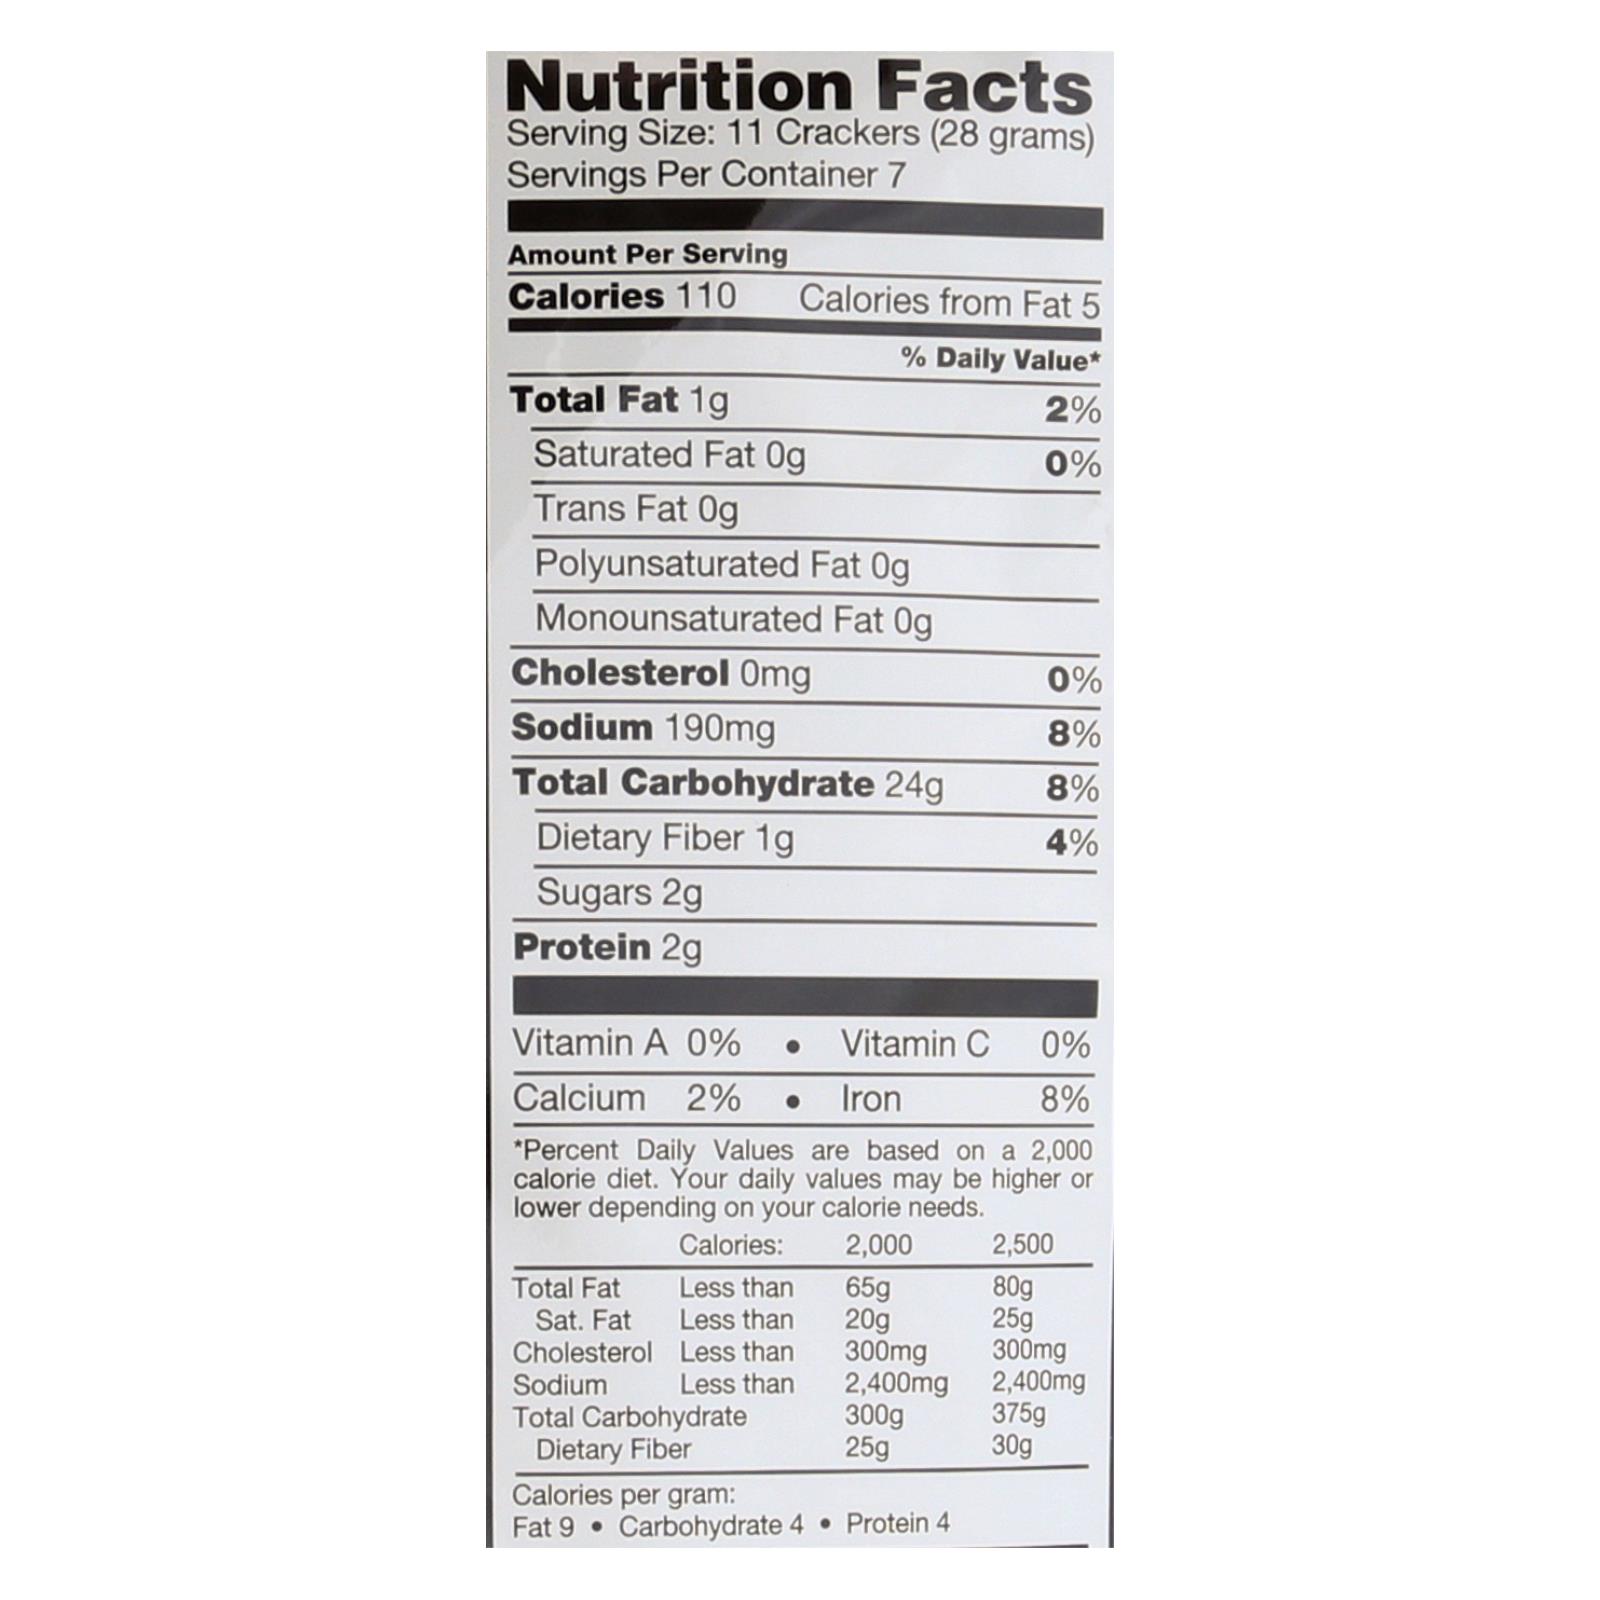 Nutrition Facts
Serving Size: 11 Crackers (28 grams)
Servings Per Container 7
Amount Per Serving
Calories 110 Calories from Fat 5
% Daily Value*
Total Fat 1g 2%
Saturated Fat 0g 0%
Trans Fat 0g
Polyunsaturated Fat 0g
Monounsaturated Fat 0g
Cholesterol 0mg 0%
Sodium 190mg 8%
Total Carbohydrate 24g 8%
Dietary Fiber 1g 4%
Sugars 2g
Protein 2g
Vitamin A 0% • Vitamin C 0%
Calcium 2% • Iron 8%
*Percent Daily Values are based on a 2,000
calorie diet. Your daily values may be higher or
lower depending on your calorie needs.
Calories: 2,000 2,500
Total Fat Less than 65g 80g
Sat. Fat Less than 20g 25g
Cholesterol Less than 300mg 300mg
Sodium Less than 2,400mg 2,400mg
Total Carbohydrate 300g 375g
Dietary Fiber 25g 30g
Calories per gram:
Fat 9 • Carbohydrate 4 • Protein 4